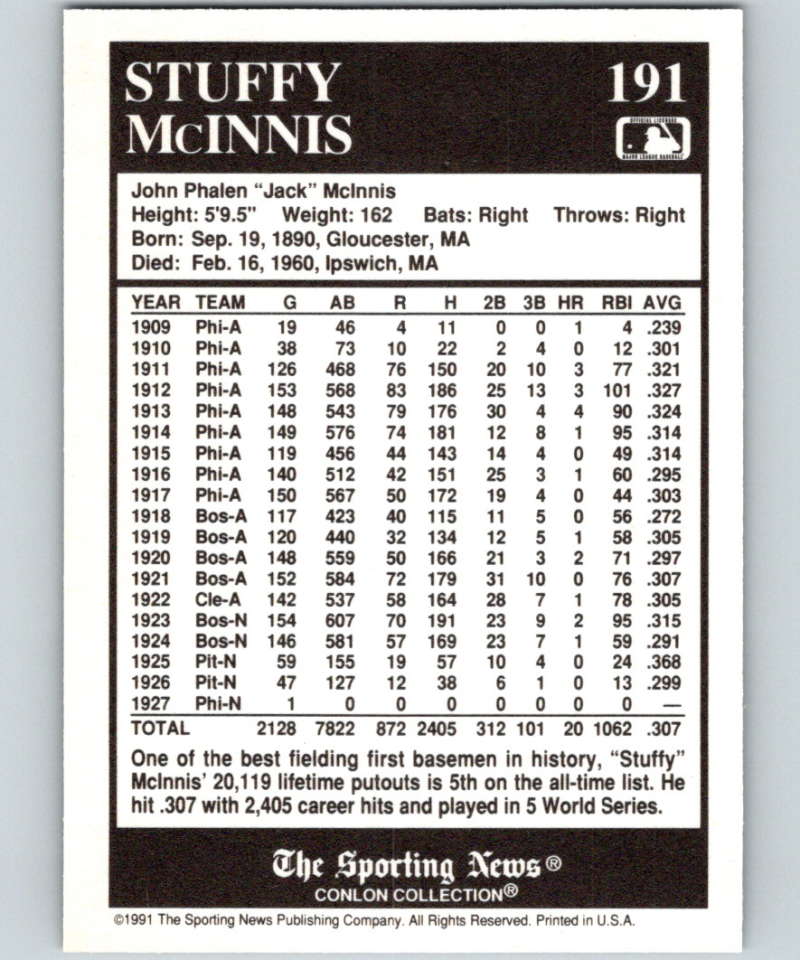 STUFFY 191
McINNIS
OFFICIAL LICENSEE
MAJOR LEAGUE BASEBALL
John Phalen “Jack” McInnis
Height: 5'9.5" Weight: 162 Bats: Right Throws: Right
Born: Sep. 19, 1890, Gloucester, MA
Died: Feb. 16, 1960, Ipswich, MA
YEAR TEAM G AB R H 2B 3B HR RBI AVG
1909 Phi-A 19 46 4 11 0 0 1 4 .239
1910 Phi-A 38 73 10 22 2 4 0 12 .301
1911 Phi-A 126 468 76 150 20 10 3 77 .321
1912 Phi-A 153 568 83 186 25 13 3 101 .327
1913 Phi-A 148 543 79 176 30 4 4 90 .324
1914 Phi-A 149 576 74 181 12 8 1 95 .314
1915 Phi-A 119 456 44 143 14 4 0 49 .314
1916 Phi-A 140 512 42 151 25 3 1 60 .295
1917 Phi-A 150 567 50 172 19 4 0 44 .303
1918 Bos-A 117 423 40 115 11 5 0 56 .272
1919 Bos-A 120 440 32 134 12 5 1 58 .305
1920 Bos-A 148 559 50 166 21 3 2 71 .297
1921 Bos-A 152 584 72 179 31 10 0 76 .307
1922 Cle-A 142 537 58 164 28 7 1 78 .305
1923 Bos-N 154 607 70 191 23 9 2 95 .315
1924 Bos-N 146 581 57 169 23 7 1 59 .291
1925 Pit-N 59 155 19 57 10 4 0 24 .368
1926 Pit-N 47 127 12 38 6 1 0 13 .299
1927 Phi-N 1 0 0 0 0 0 0 0 —
TOTAL 2128 7822 872 2405 312 101 20 1062 .307
One of the best fielding first basemen in history, “Stuffy”
McInnis' 20,119 lifetime putouts is 5th on the all-time list. He
hit .307 with 2,405 career hits and played in 5 World Series.
The Sporting News®
CONLON COLLECTION®
©1991 The Sporting News Publishing Company. All Rights Reserved. Printed in U.S.A.